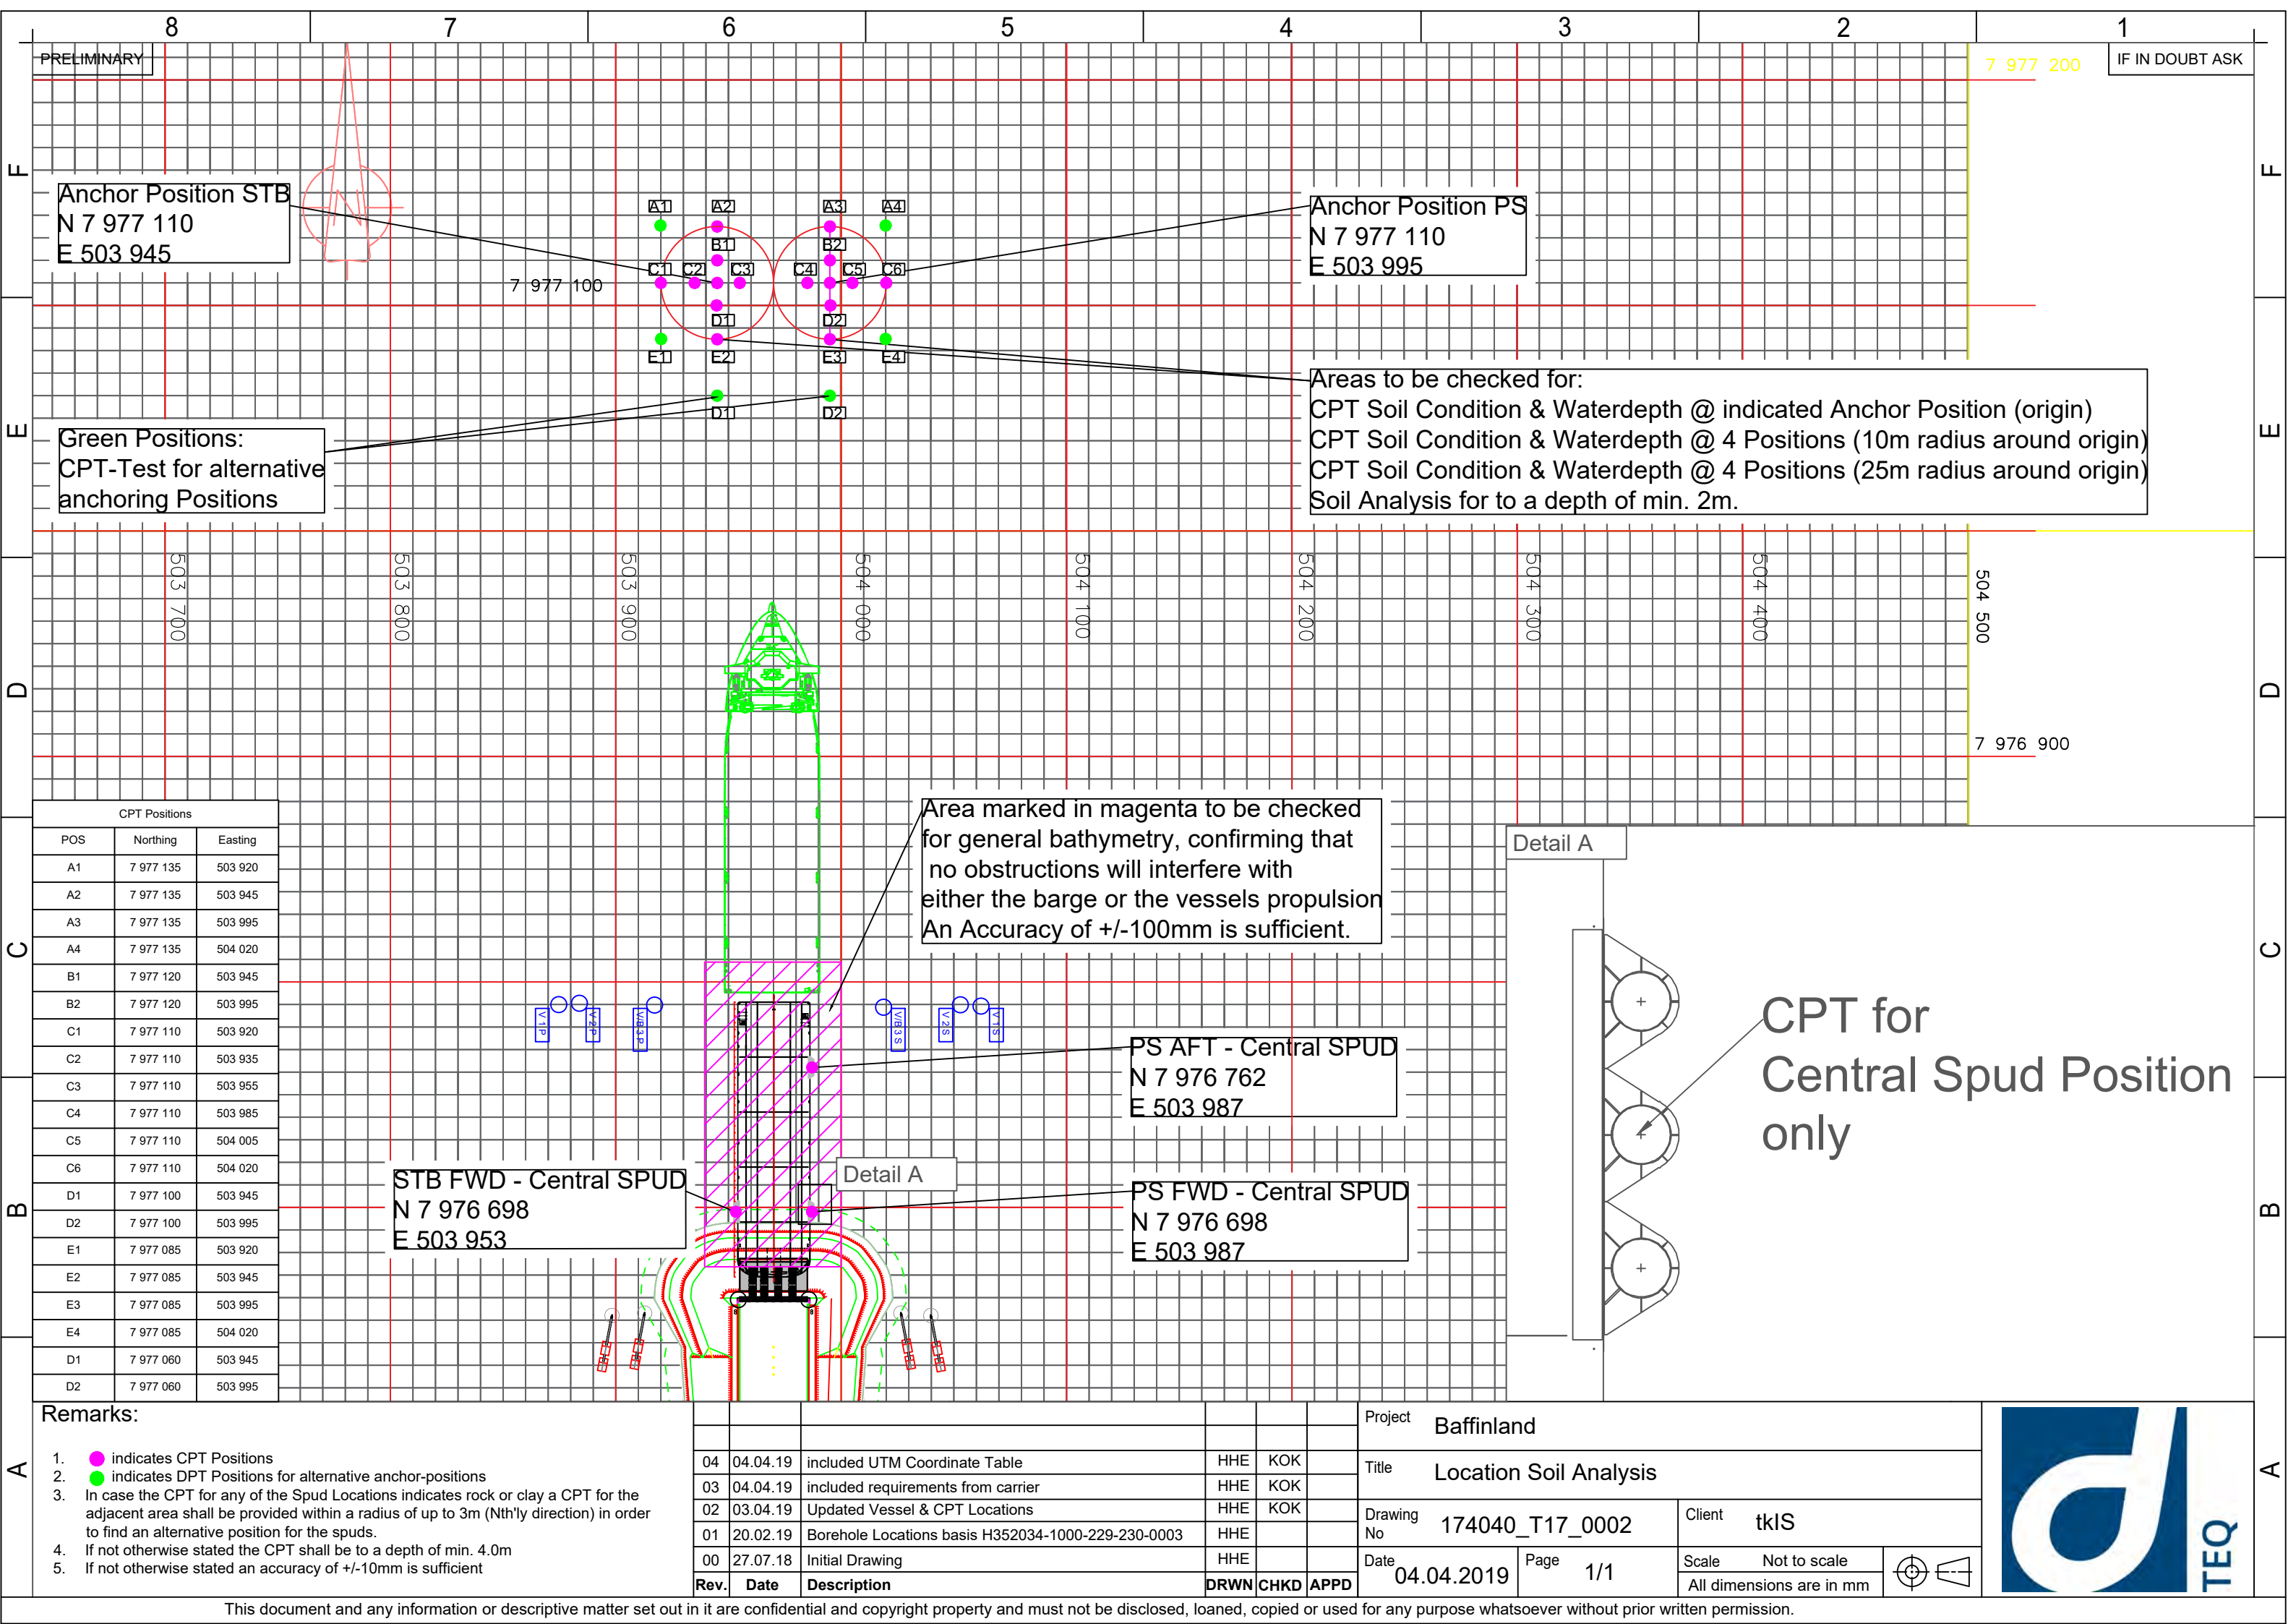 8 7 6 5 4 3 2 1
PRELIMINARY
IF IN DOUBT ASK
7 977 200
F
F
Anchor Position STB
N 7 977 110
E 503 945
N
A1 A2 A3 A4
B1 B2
C1 C2 C3 C4 C5 C6
D1 D2
E1 E2 E3 E4
D1 D2
7 977 100
Anchor Position PS
N 7 977 110
E 503 995
E
E
Green Positions:
CPT-Test for alternative
anchoring Positions
Areas to be checked for:
CPT Soil Condition & Waterdepth @ indicated Anchor Position (origin)
CPT Soil Condition & Waterdepth @ 4 Positions (10m radius around origin)
CPT Soil Condition & Waterdepth @ 4 Positions (25m radius around origin)
Soil Analysis for to a depth of min. 2m.
503 700
503 800
503 900
504 000
504 100
504 200
504 300
504 400
504 500
D
D
7 976 900
CPT Positions
POS Northing Easting
A1 7 977 135 503 920
A2 7 977 135 503 945
A3 7 977 135 503 995
A4 7 977 135 504 020
B1 7 977 120 503 945
B2 7 977 120 503 995
C1 7 977 110 503 920
C2 7 977 110 503 935
C3 7 977 110 503 955
C4 7 977 110 503 985
C5 7 977 110 504 005
C6 7 977 110 504 020
D1 7 977 100 503 945
D2 7 977 100 503 995
E1 7 977 085 503 920
E2 7 977 085 503 945
E3 7 977 085 503 995
E4 7 977 085 504 020
D1 7 977 060 503 945
D2 7 977 060 503 995
Area marked in magenta to be checked
for general bathymetry, confirming that
no obstructions will interfere with
either the barge or the vessels propulsion
An Accuracy of +/-100mm is sufficient.
C
C
V 1 P
V 2 P
V/B 3 P
V/B 3 S
V 2 S
V 1 S
PS AFT - Central SPUD
N 7 976 762
E 503 987
STB FWD - Central SPUD
N 7 976 698
E 503 953
Detail A
PS FWD - Central SPUD
N 7 976 698
E 503 987
Detail A
CPT for
Central Spud Position
only
B
B
A
A
Remarks:
1. indicates CPT Positions
2. indicates DPT Positions for alternative anchor-positions
3. In case the CPT for any of the Spud Locations indicates rock or clay a CPT for the
adjacent area shall be provided within a radius of up to 3m (Nth'ly direction) in order
to find an alternative position for the spuds.
4. If not otherwise stated the CPT shall be to a depth of min. 4.0m
5. If not otherwise stated an accuracy of +/-10mm is sufficient
04 04.04.19 included UTM Coordinate Table HHE KOK
03 04.04.19 included requirements from carrier HHE KOK
02 03.04.19 Updated Vessel & CPT Locations HHE KOK
01 20.02.19 Borehole Locations basis H352034-1000-229-230-0003 HHE
00 27.07.18 Initial Drawing HHE
Rev. Date Description DRWN CHKD APPD
Project Baffinland
Title Location Soil Analysis
Drawing No 174040_T17_0002
Client tkIS
Date 04.04.2019
Page 1/1
Scale Not to scale
All dimensions are in mm
d
TEQ
This document and any information or descriptive matter set out in it are confidential and copyright property and must not be disclosed, loaned, copied or used for any purpose whatsoever without prior written permission.